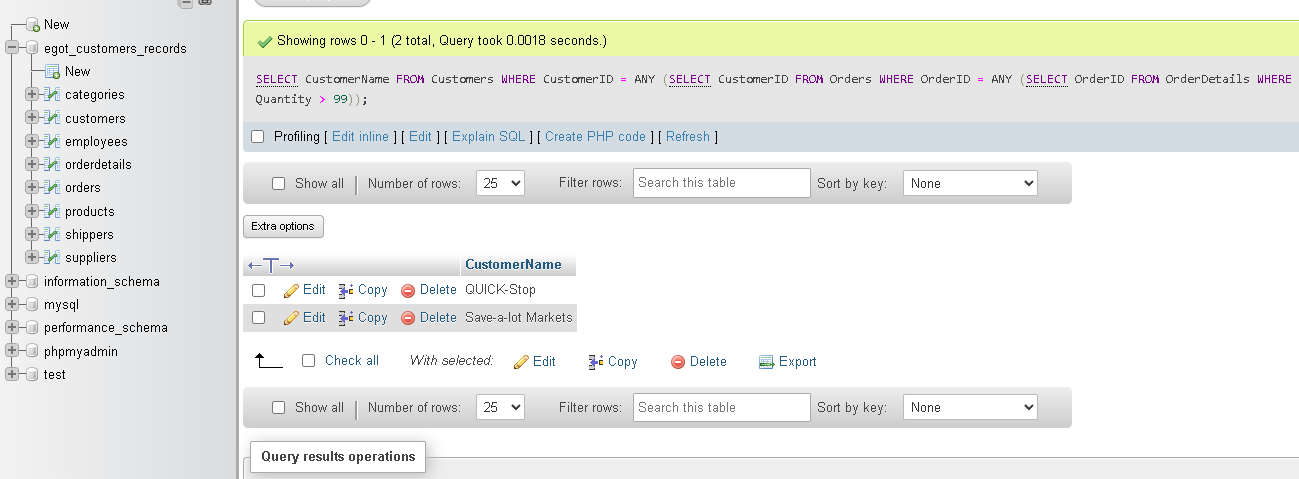 New
egot_customers_records
New
categories
customers
employees
orderdetails
orders
products
shippers
suppliers
information_schema
mysql
performance_schema
phpmyadmin
test
Showing rows 0 - 1 (2 total, Query took 0.0018 seconds.)
SELECT CustomerName FROM Customers WHERE CustomerID = ANY (SELECT CustomerID FROM Orders WHERE OrderID = ANY (SELECT OrderID FROM OrderDetails WHERE
Quantity > 99));
Profiling [ Edit inline ] [ Edit ] [ Explain SQL ] [ Create PHP code ] [ Refresh ]
Show all Number of rows: 25 Filter rows: Search this table Sort by key: None
Extra options
CustomerName
Edit Copy Delete QUICK-Stop
Edit Copy Delete Save-a-lot Markets
Check all With selected: Edit Copy Delete Export
Show all Number of rows: 25 Filter rows: Search this table Sort by key: None
Query results operations